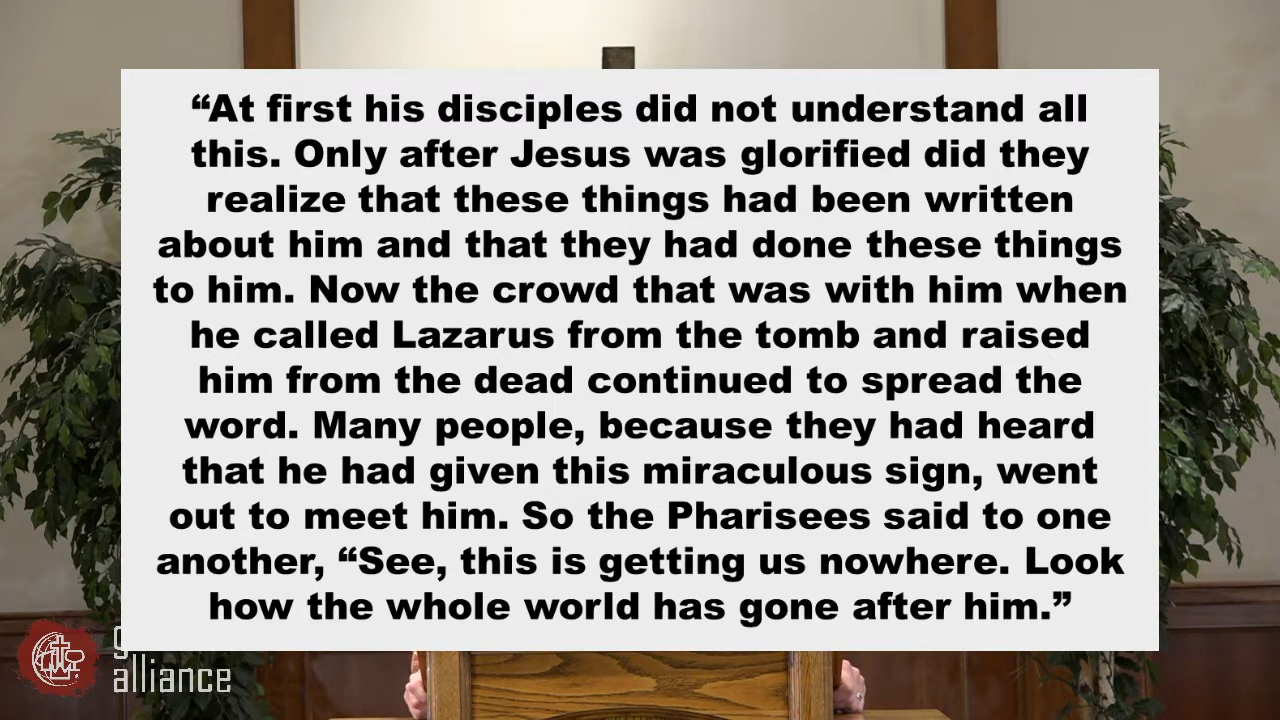 “At first his disciples did not understand all
this. Only after Jesus was glorified did they
realize that these things had been written
about him and that they had done these things
to him. Now the crowd that was with him when
he called Lazarus from the tomb and raised
him from the dead continued to spread the
word. Many people, because they had heard
that he had given this miraculous sign, went
out to meet him. So the Pharisees said to one
another, “See, this is getting us nowhere. Look
how the whole world has gone after him.”
alliance